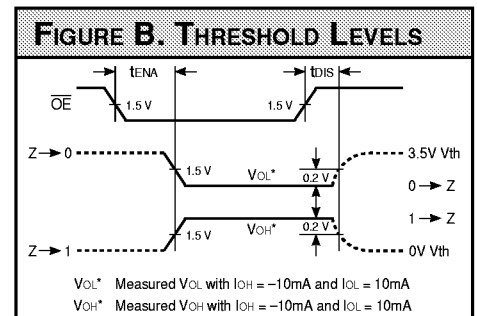 FIGURE B. THRESHOLD LEVELS
tENA tDIS
OE 1.5 V 1.5 V
Z 0 3.5V Vth
1.5 V VOL* 0.2 V
0 Z
1 Z
1.5 V VOH* 0.2 V
Z 1 0V Vth
VOL* Measured VOL with IOH = –10mA and IOL = 10mA
VOH* Measured VOH with IOH = –10mA and IOL = 10mA